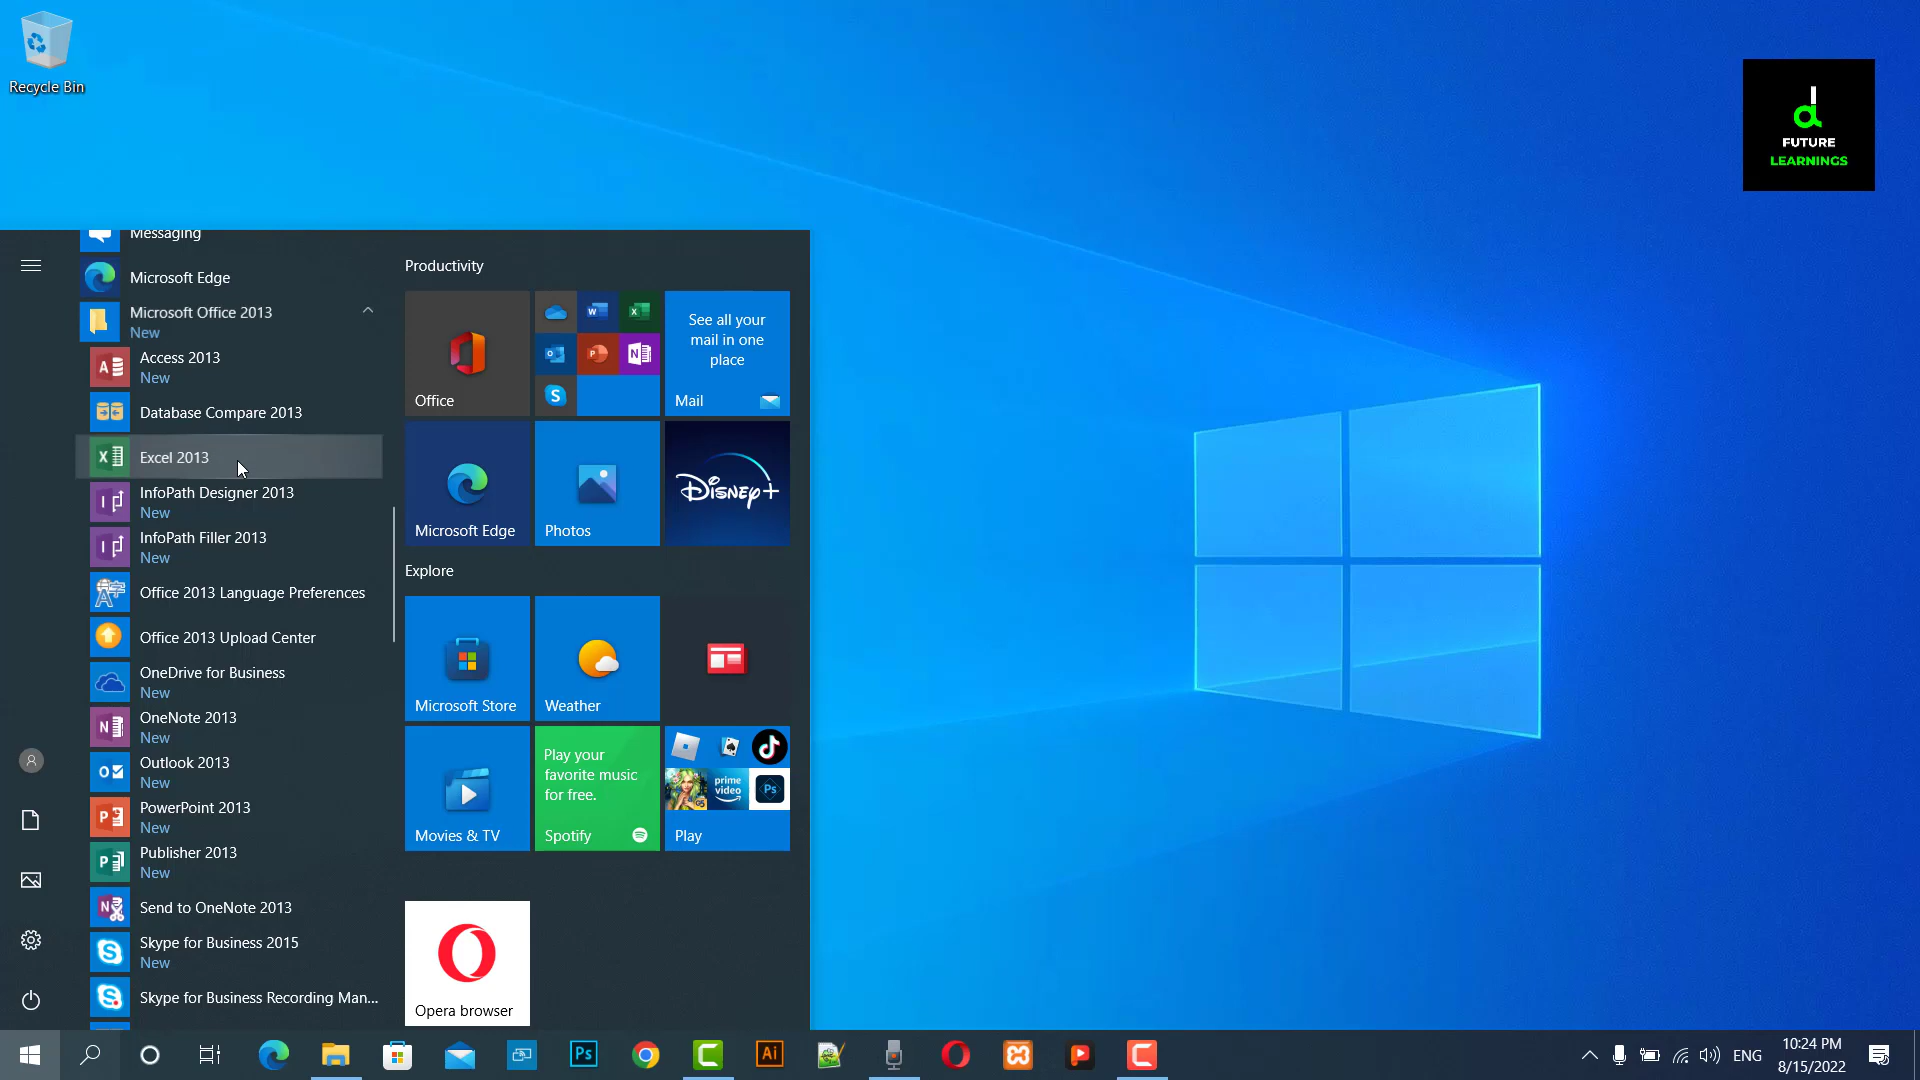 Recycle Bin
FUTURE
LEARNINGS
Messaging
Microsoft Edge
Microsoft Office 2013
New
Access 2013
New
Database Compare 2013
Excel 2013
InfoPath Designer 2013
New
InfoPath Filler 2013
New
Office 2013 Language Preferences
Office 2013 Upload Center
OneDrive for Business
New
OneNote 2013
New
Outlook 2013
New
PowerPoint 2013
New
Publisher 2013
New
Send to OneNote 2013
Skype for Business 2015
New
Skype for Business Recording Man...
Productivity
Office
See all your
mail in one
place
Mail
Microsoft Edge
Photos
Disney+
Explore
Microsoft Store
Weather
Movies & TV
Play your
favorite music
for free.
Spotify
prime
video
Ps
Play
Opera browser
Ps
Ai
ENG
10:24 PM
8/15/2022